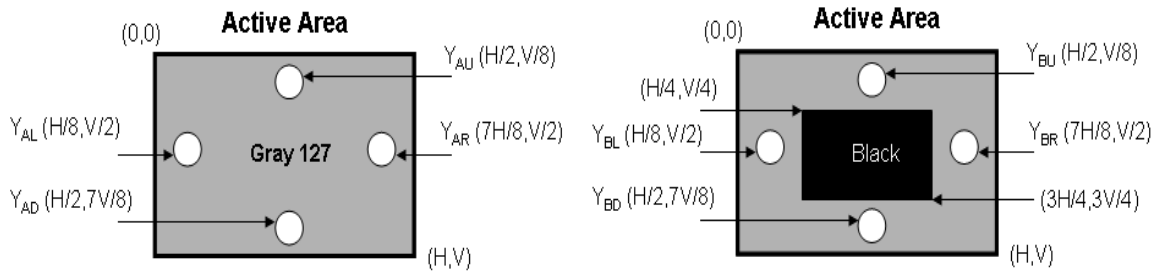 Active Area
(0,0)
Y_AU (H/2,V/8)
Y_AL (H/8,V/2)
Y_AR (7H/8,V/2)
Gray 127
Y_AD (H/2,7V/8)
(H,V)
Active Area
(0,0)
Y_BU (H/2,V/8)
(H/4,V/4)
Y_BL (H/8,V/2)
Y_BR (7H/8,V/2)
Black
Y_BD (H/2,7V/8)
(3H/4,3V/4)
(H,V)